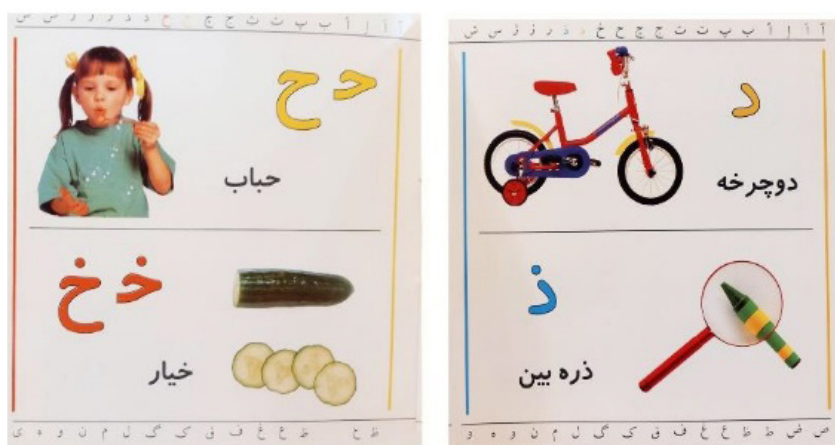 آ ا إ أ ب پ ت ث ج چ ح خ د ذ ر ز ژ س ش
حـ ح
حباب
خـ خ
خیار
ظ ع غ ف ق ک گ ل م ن و ه ی
آ ا إ أ ب پ ت ث ج چ ح خ د ذ ر ز ژ س ش
د
دوچرخه
ذ
ذره بین
ص ض ط ظ ع غ ف ق ک گ ل م ن و ه